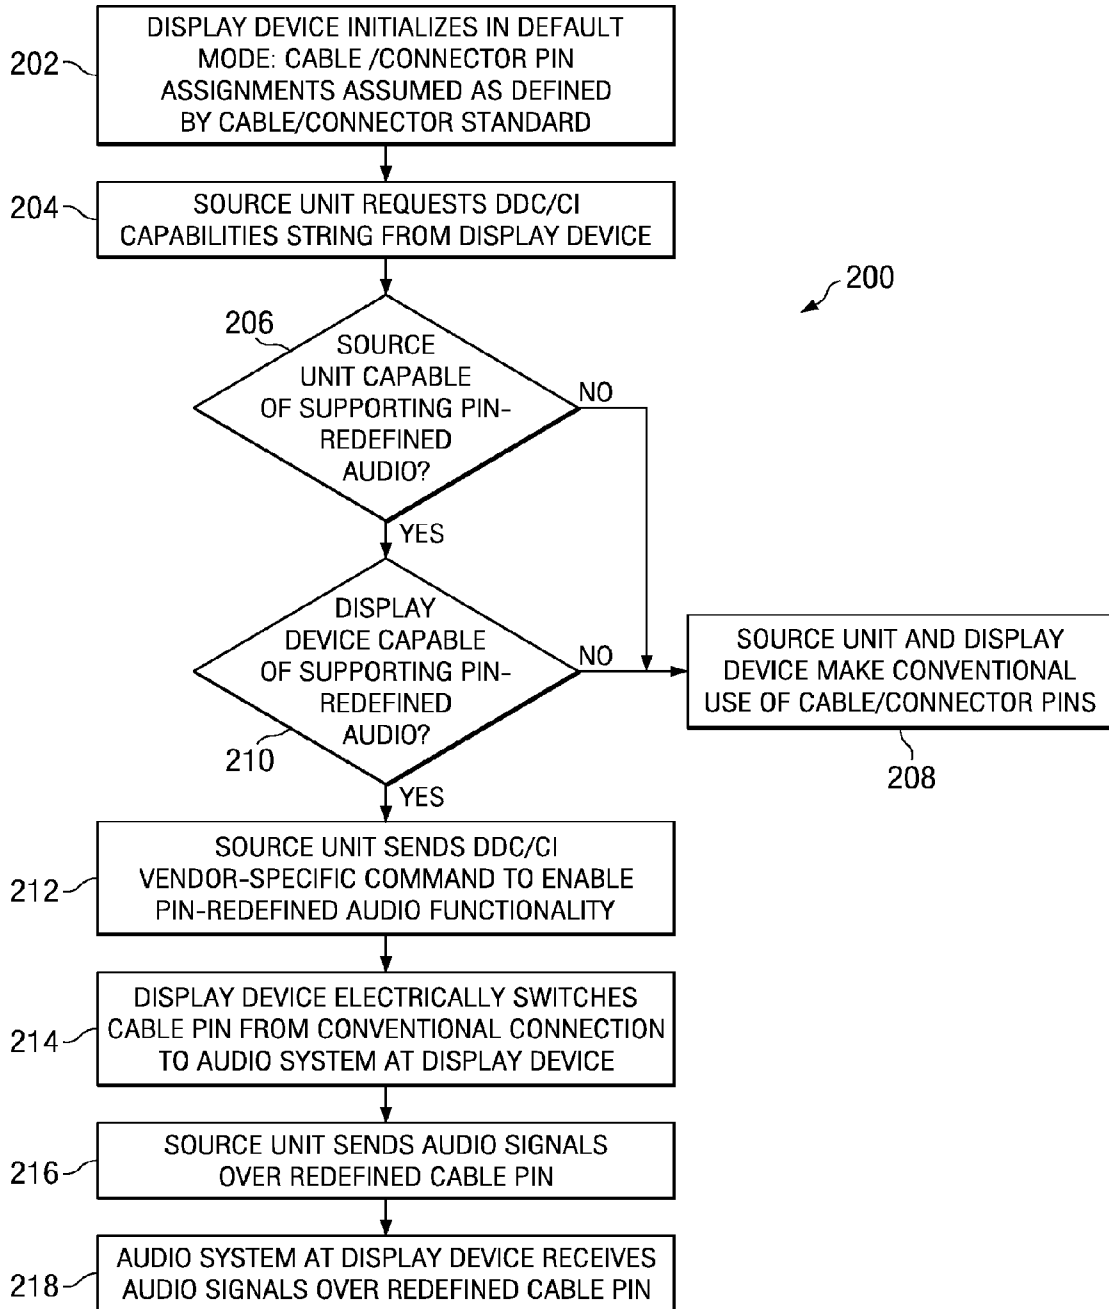 DISPLAY DEVICE INITIALIZES IN DEFAULT
MODE: CABLE /CONNECTOR PIN
ASSIGNMENTS ASSUMED AS DEFINED
BY CABLE/CONNECTOR STANDARD
202
SOURCE UNIT REQUESTS DDC/CI
CAPABILITIES STRING FROM DISPLAY DEVICE
204
200
206
SOURCE
UNIT CAPABLE
OF SUPPORTING PIN-
REDEFINED
AUDIO?
NO
YES
DISPLAY
DEVICE CAPABLE
OF SUPPORTING PIN-
REDEFINED
AUDIO?
210
NO
YES
SOURCE UNIT AND DISPLAY
DEVICE MAKE CONVENTIONAL
USE OF CABLE/CONNECTOR PINS
208
SOURCE UNIT SENDS DDC/CI
VENDOR-SPECIFIC COMMAND TO ENABLE
PIN-REDEFINED AUDIO FUNCTIONALITY
212
DISPLAY DEVICE ELECTRICALLY SWITCHES
CABLE PIN FROM CONVENTIONAL CONNECTION
TO AUDIO SYSTEM AT DISPLAY DEVICE
214
SOURCE UNIT SENDS AUDIO SIGNALS
OVER REDEFINED CABLE PIN
216
AUDIO SYSTEM AT DISPLAY DEVICE RECEIVES
AUDIO SIGNALS OVER REDEFINED CABLE PIN
218